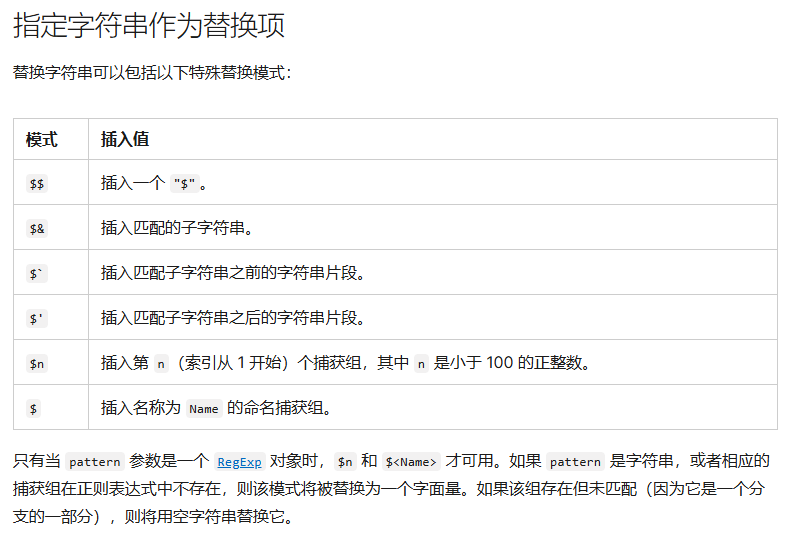 指定字符串作为替换项
替换字符串可以包括以下特殊替换模式：
模式 插入值
$$ 插入一个 "$"。
$& 插入匹配的子字符串。
$` 插入匹配子字符串之前的字符串片段。
$' 插入匹配子字符串之后的字符串片段。
$n 插入第 n（索引从 1 开始）个捕获组，其中 n 是小于 100 的正整数。
$ 插入名称为 Name 的命名捕获组。
只有当 pattern 参数是一个 RegExp 对象时，$n 和 $<Name> 才可用。如果 pattern 是字符串，或者相应的
捕获组在正则表达式中不存在，则该模式将被替换为一个字面量。如果该组存在但未匹配（因为它是一个分
支的一部分），则将用空字符串替换它。